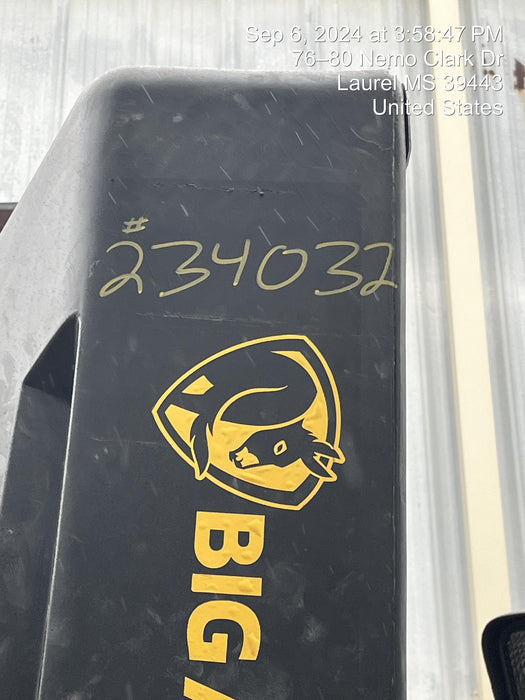 Sep 6, 2024 at 3:58:47 PM
76–80 Nemo Clark Dr
Laurel MS 39443
United States
#
234032
BIG